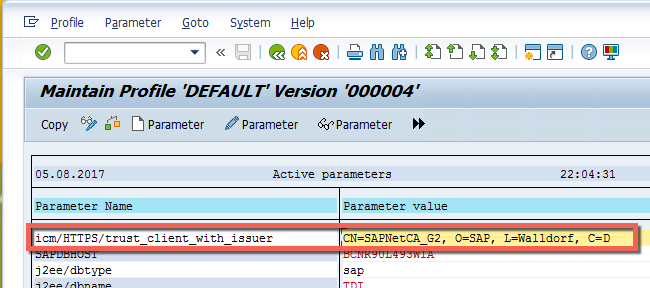 Profile Parameter Goto System Help
Maintain Profile 'DEFAULT' Version '000004'
Copy Parameter Parameter Parameter
05.08.2017 Active parameters 22:04:31
Parameter Name Parameter value
icm/HTTPS/trust_client_with_issuer CN=SAPNetCA_G2, O=SAP, L=Walldorf, C=D
SAPDBHOST
j2ee/dbtype sap
j2ee/dbname TDI